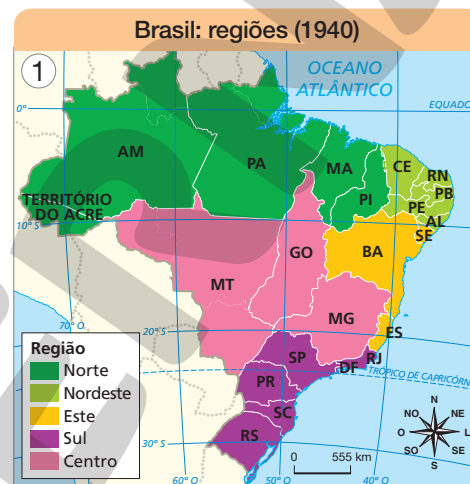 Brasil: regiões (1940)
1
OCEANO
ATLÂNTICO
EQUADO
0°
AM
PA
MA
CE
RN
PB
PI
PE
AL
SE
TERRITÓRIO
DO ACRE
10° S
GO
BA
MT
MG
ES
70° O
20° S
SP
RJ
DF
TRÓPICO DE CAPRICÓRN
PR
SC
RS
30° S
Região
Norte
Nordeste
Este
Sul
Centro
N
NO
NE
O
L
SO
SE
S
0
555 km
60° O
50° O
40° O